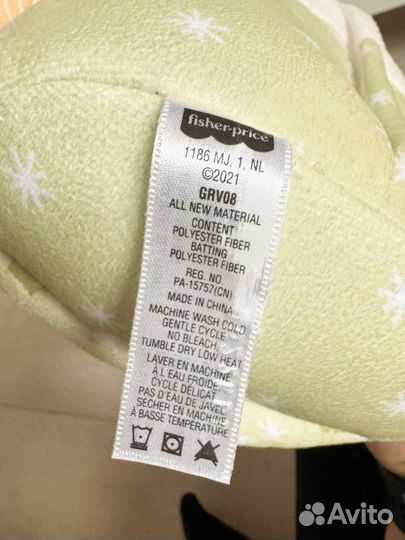 fisher-price
1186 MJ, 1, NL
©2021
GRV08
ALL NEW MATERIAL
CONTENT
POLYESTER FIBER
BATTING
POLYESTER FIBER
REG. NO
PA-15757(CN)
MADE IN CHINA
MACHINE WASH COLD
GENTLE CYCLE
NO BLEACH
TUMBLE DRY LOW HEAT
LAVER EN MACHINE
À L'EAU FROIDE
CYCLE DÉLICAT
PAS D'EAU DE JAVEL
SÉCHER EN MACHINE
À BASSE TEMPÉRATURE
Avito